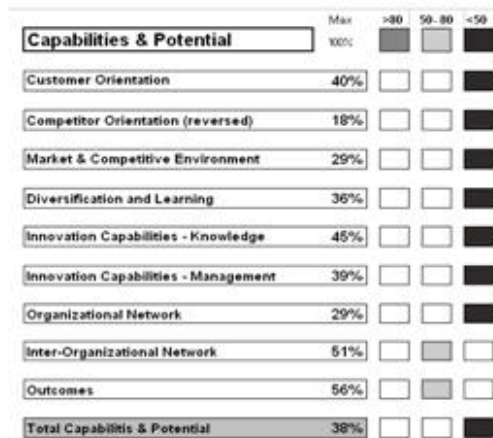 Max >80 50-80 <50
Capabilities & Potential 100%
Customer Orientation 40%
Competitor Orientation (reversed) 18%
Market & Competitive Environment 29%
Diversification and Learning 36%
Innovation Capabilities - Knowledge 45%
Innovation Capabilities - Management 39%
Organizational Network 29%
Inter-Organizational Network 51%
Outcomes 56%
Total Capabilitis & Potential 38%